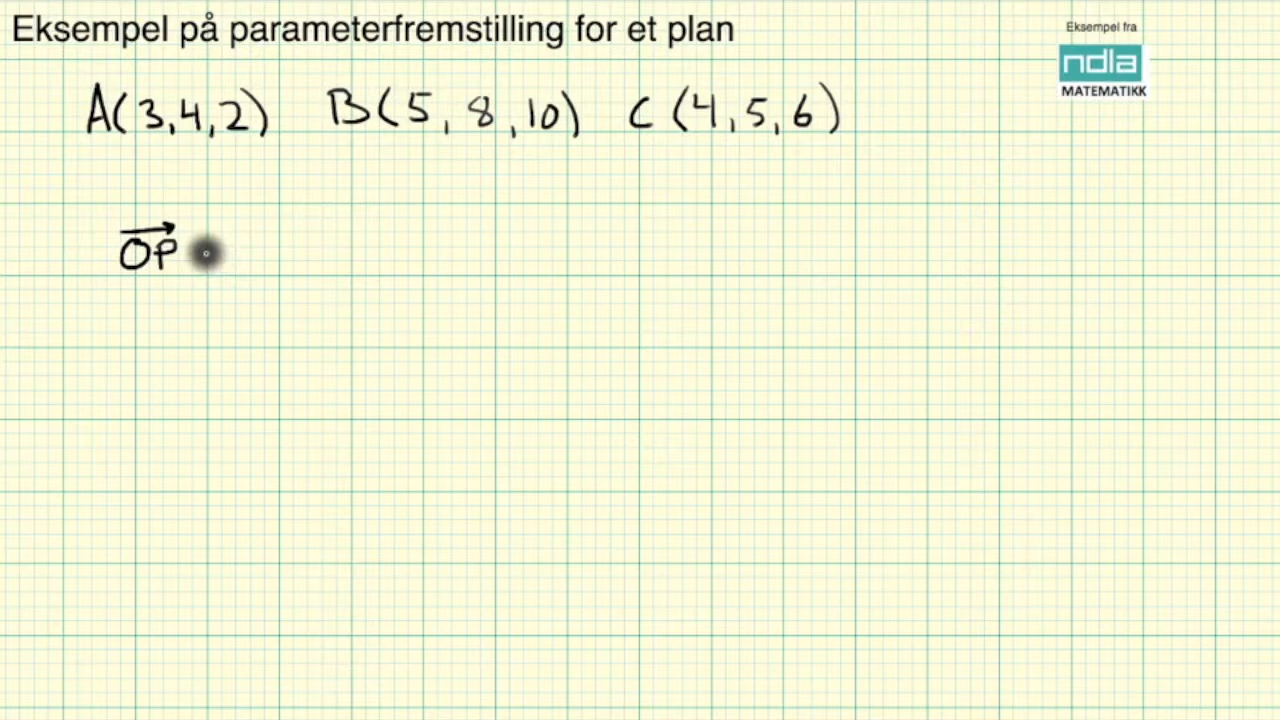 Eksempel på parameterfremstilling for et plan
Eksempel fra
ndla
MATEMATIKK
A(3,4,2) B(5, 8,10) C(4,5,6)
OP